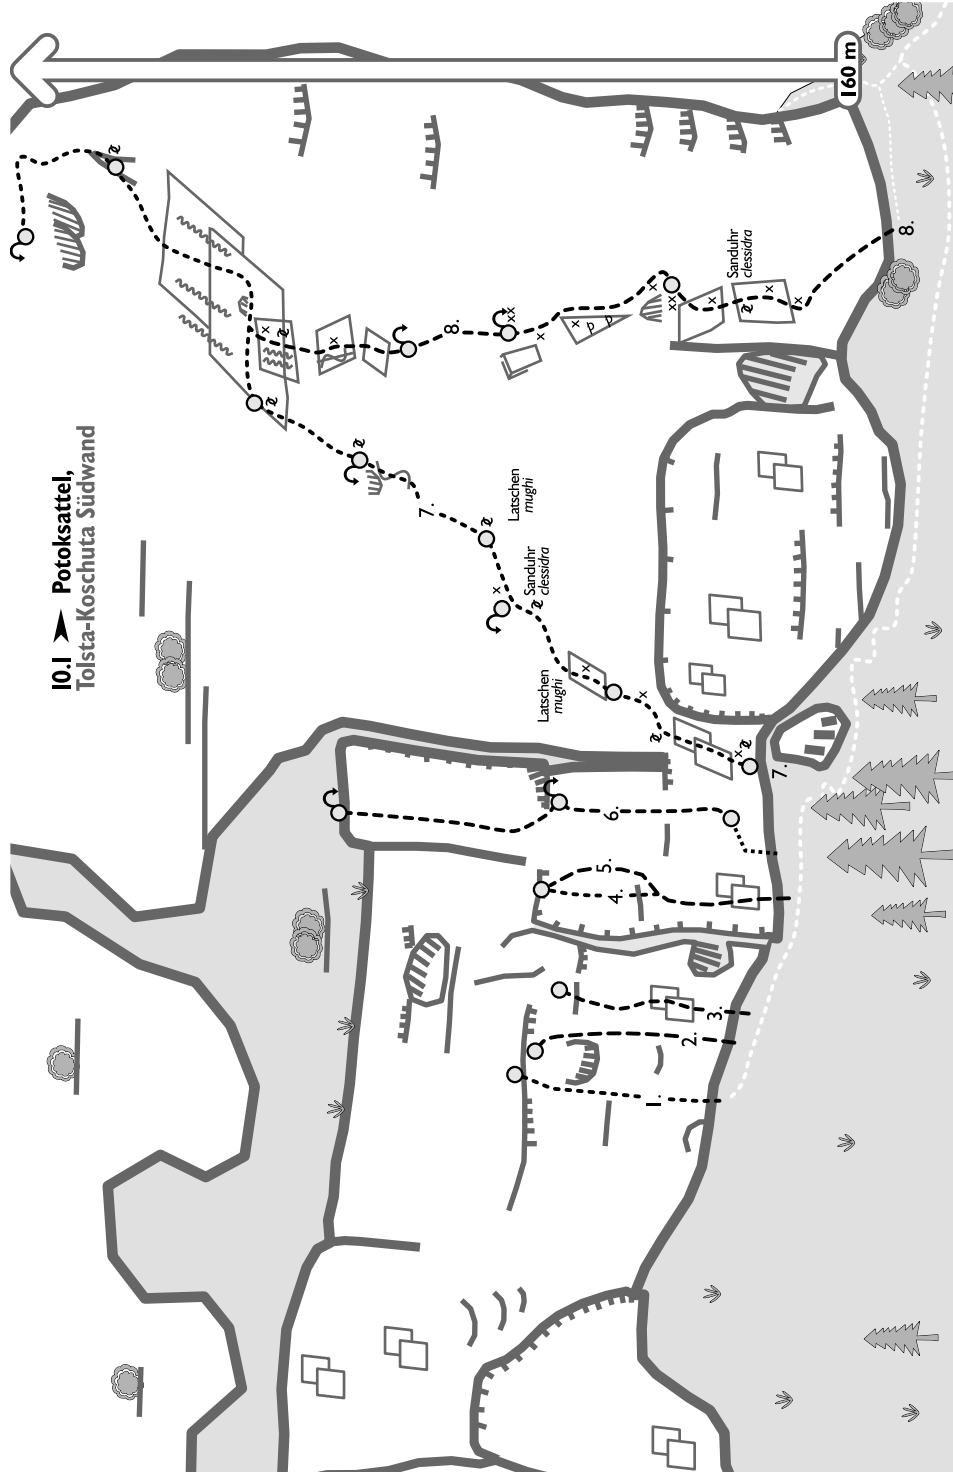 10.1 ➤ Potoksattel,
Tolsta-Koschuta Südwand
160 m
1.
2.
3.
4.
5.
6.
7.
Latschen
mughi
Sanduhr
clessidra
Latschen
mughi
7.
8.
Sanduhr
clessidra
8.